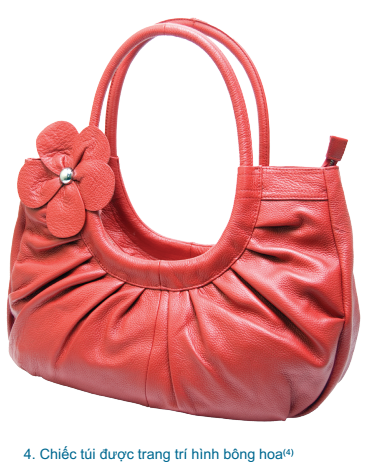 4. Chiếc túi được trang trí hình bông hoa⁽⁴⁾